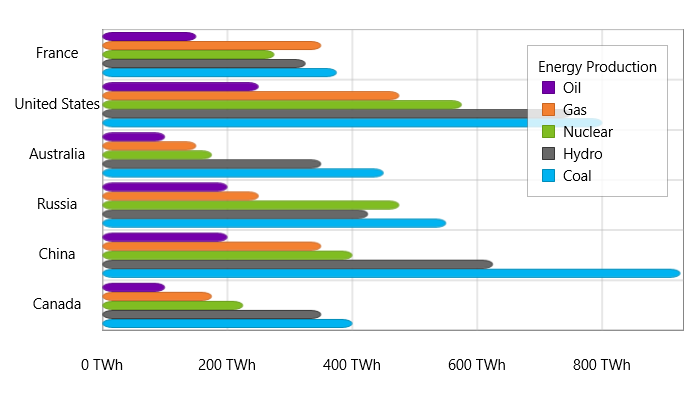 France
United States
Australia
Russia
China
Canada
Energy Production
Oil
Gas
Nuclear
Hydro
Coal
0 TWh 200 TWh 400 TWh 600 TWh 800 TWh